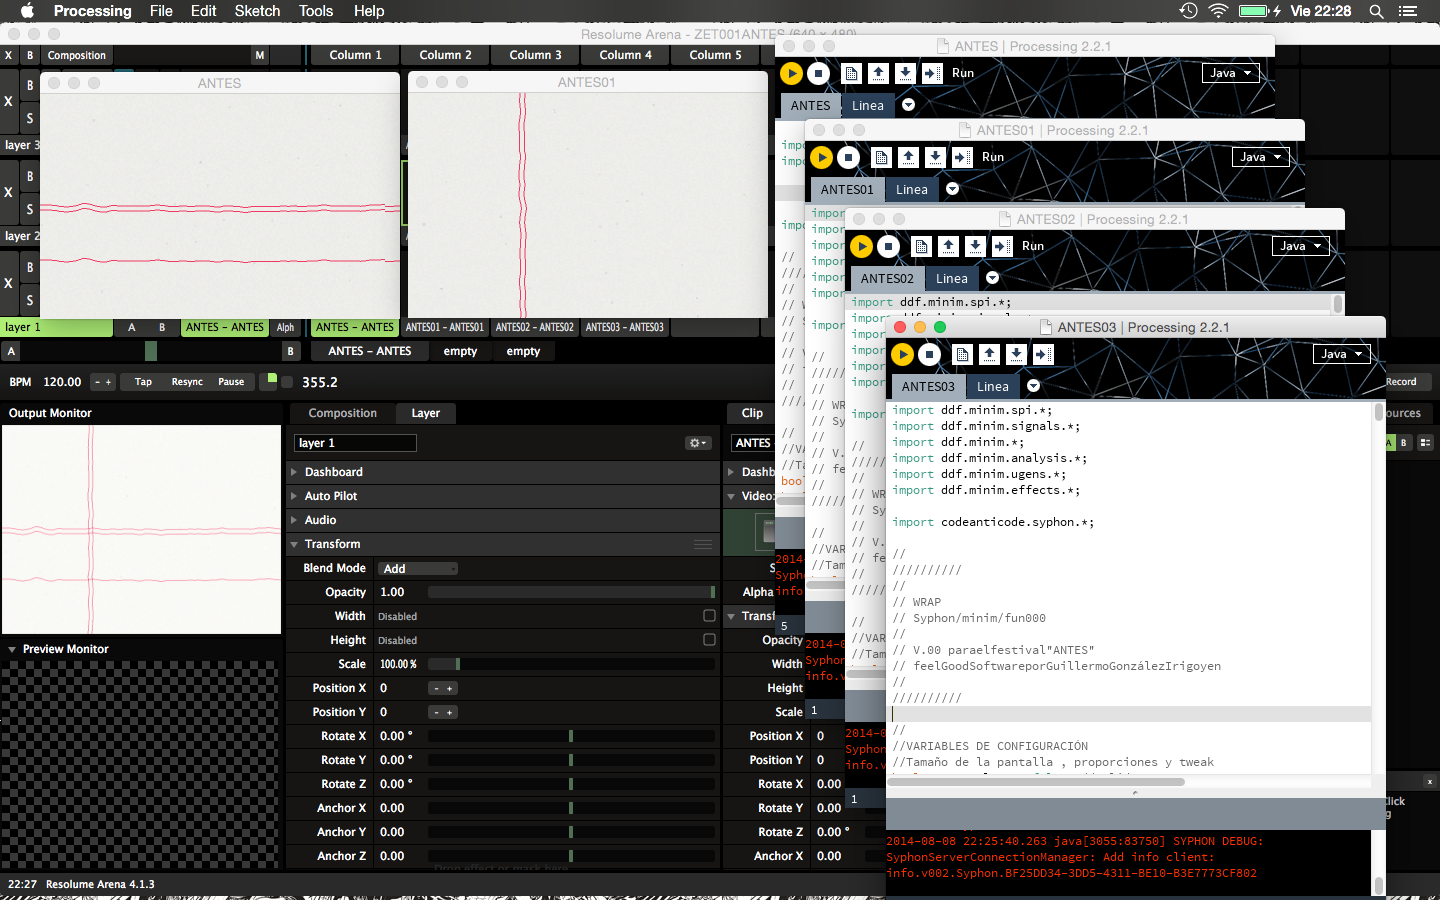 Processing File Edit Sketch Tools Help Vie 22:28
Resolume Arena - ZET001ANTES (640 x 480)
X B Composition M Column 1 Column 2 Column 3 Column 4 Column 5
ANTES
ANTES01
X B
S
layer 3
X B
S
layer 2
X B
S
layer 1 A B ANTES - ANTES Alph ANTES - ANTES ANTES01 - ANTES01 ANTES02 - ANTES02 ANTES03 - ANTES03
A B ANTES - ANTES empty empty
BPM 120.00 - + Tap Resync Pause 355.2
Record
Output Monitor
Composition Layer
Clip
layer 1
ANTES -
A B
Dashboard
Auto Pilot
Audio
Transform
Blend Mode Add
Opacity 1.00
Width Disabled
Height Disabled
Scale 100.00 %
Position X 0 - +
Position Y 0 - +
Rotate X 0.00 °
Rotate Y 0.00 °
Rotate Z 0.00 °
Anchor X 0.00
Anchor Y 0.00
Anchor Z 0.00
Drop effect or mask here
Preview Monitor
Opacity
Width
Height
Scale
Position X 0
Position Y 0
Rotate X 0.00
Rotate Y 0.00
Rotate Z 0.00 °
Anchor X 0.00
22:27 Resolume Arena 4.1.3
ANTES | Processing 2.2.1
Run Java
ANTES Linea
5
ANTES01 | Processing 2.2.1
Run Java
ANTES01 Linea
1
ANTES02 | Processing 2.2.1
Run Java
ANTES02 Linea
import ddf.minim.spi.*;
1
ANTES03 | Processing 2.2.1
Java
ANTES03 Linea
import ddf.minim.spi.*;
import ddf.minim.signals.*;
import ddf.minim.*;
import ddf.minim.analysis.*;
import ddf.minim.ugens.*;
import ddf.minim.effects.*;
import codeanticode.syphon.*;
//
//////////
//
// WRAP
// Syphon/minim/fun000
//
// V.00 paraelfestival"ANTES"
// feelGoodSoftwareporGuillermoGonzálezIrigoyen
//
//////////
//
//VARIABLES DE CONFIGURACIÓN
//Tamaño de la pantalla , proporciones y tweak
2014-08-08 22:25:40.263 java[3055:83750] SYPHON DEBUG:
SyphonServerConnectionManager: Add info client:
info.v002.Syphon.BF25DD34-3DD5-4311-BE10-B3E7773CF802